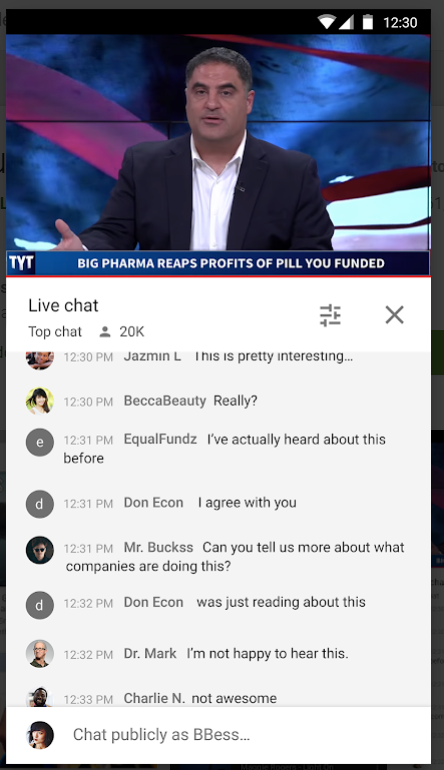 12:30
TYT BIG PHARMA REAPS PROFITS OF PILL YOU FUNDED
Live chat
Top chat 20K
12:30 PM Jazmin L This is pretty interesting...
12:30 PM BeccaBeauty Really?
e 12:31 PM EqualFundz I've actually heard about this
before
d 12:31 PM Don Econ I agree with you
12:31 PM Mr. Buckss Can you tell us more about what
companies are doing this?
d 12:32 PM Don Econ was just reading about this
12:32 PM Dr. Mark I'm not happy to hear this.
12:33 PM Charlie N. not awesome
Chat publicly as BBess...